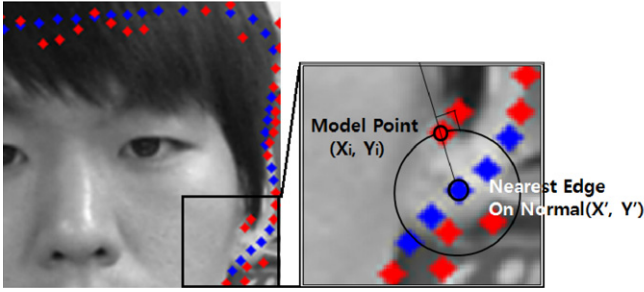 Model Point
(Xi, Yi)
Nearest Edge
On Normal(X', Y')